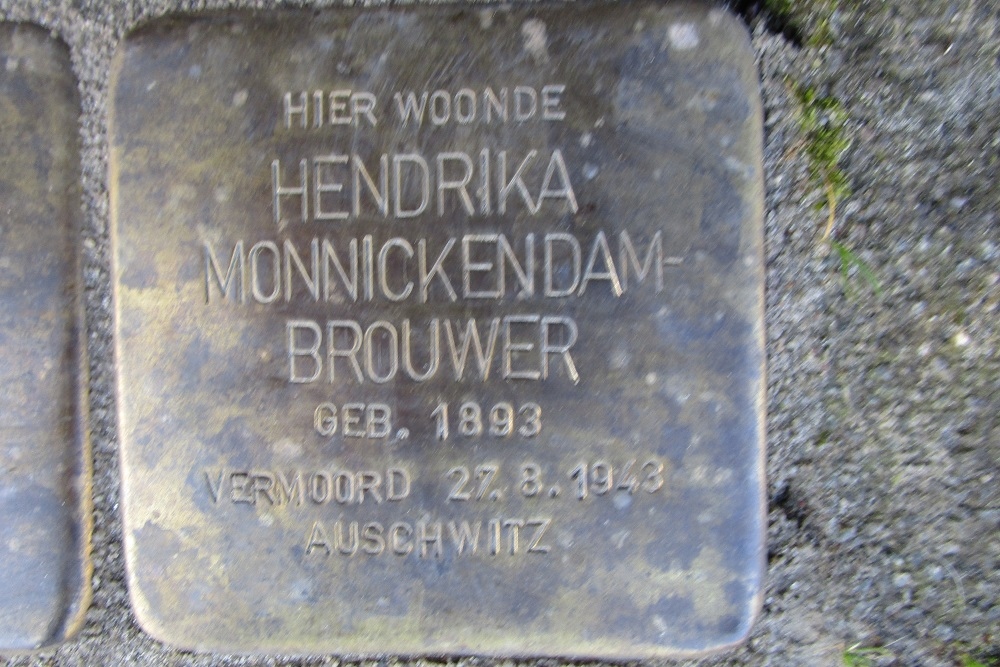 HIER WOONDE
HENDRIKA
MONNICKENDAM-
BROUWER
GEB. 1893
VERMOORD 27.8.1943
AUSCHWITZ